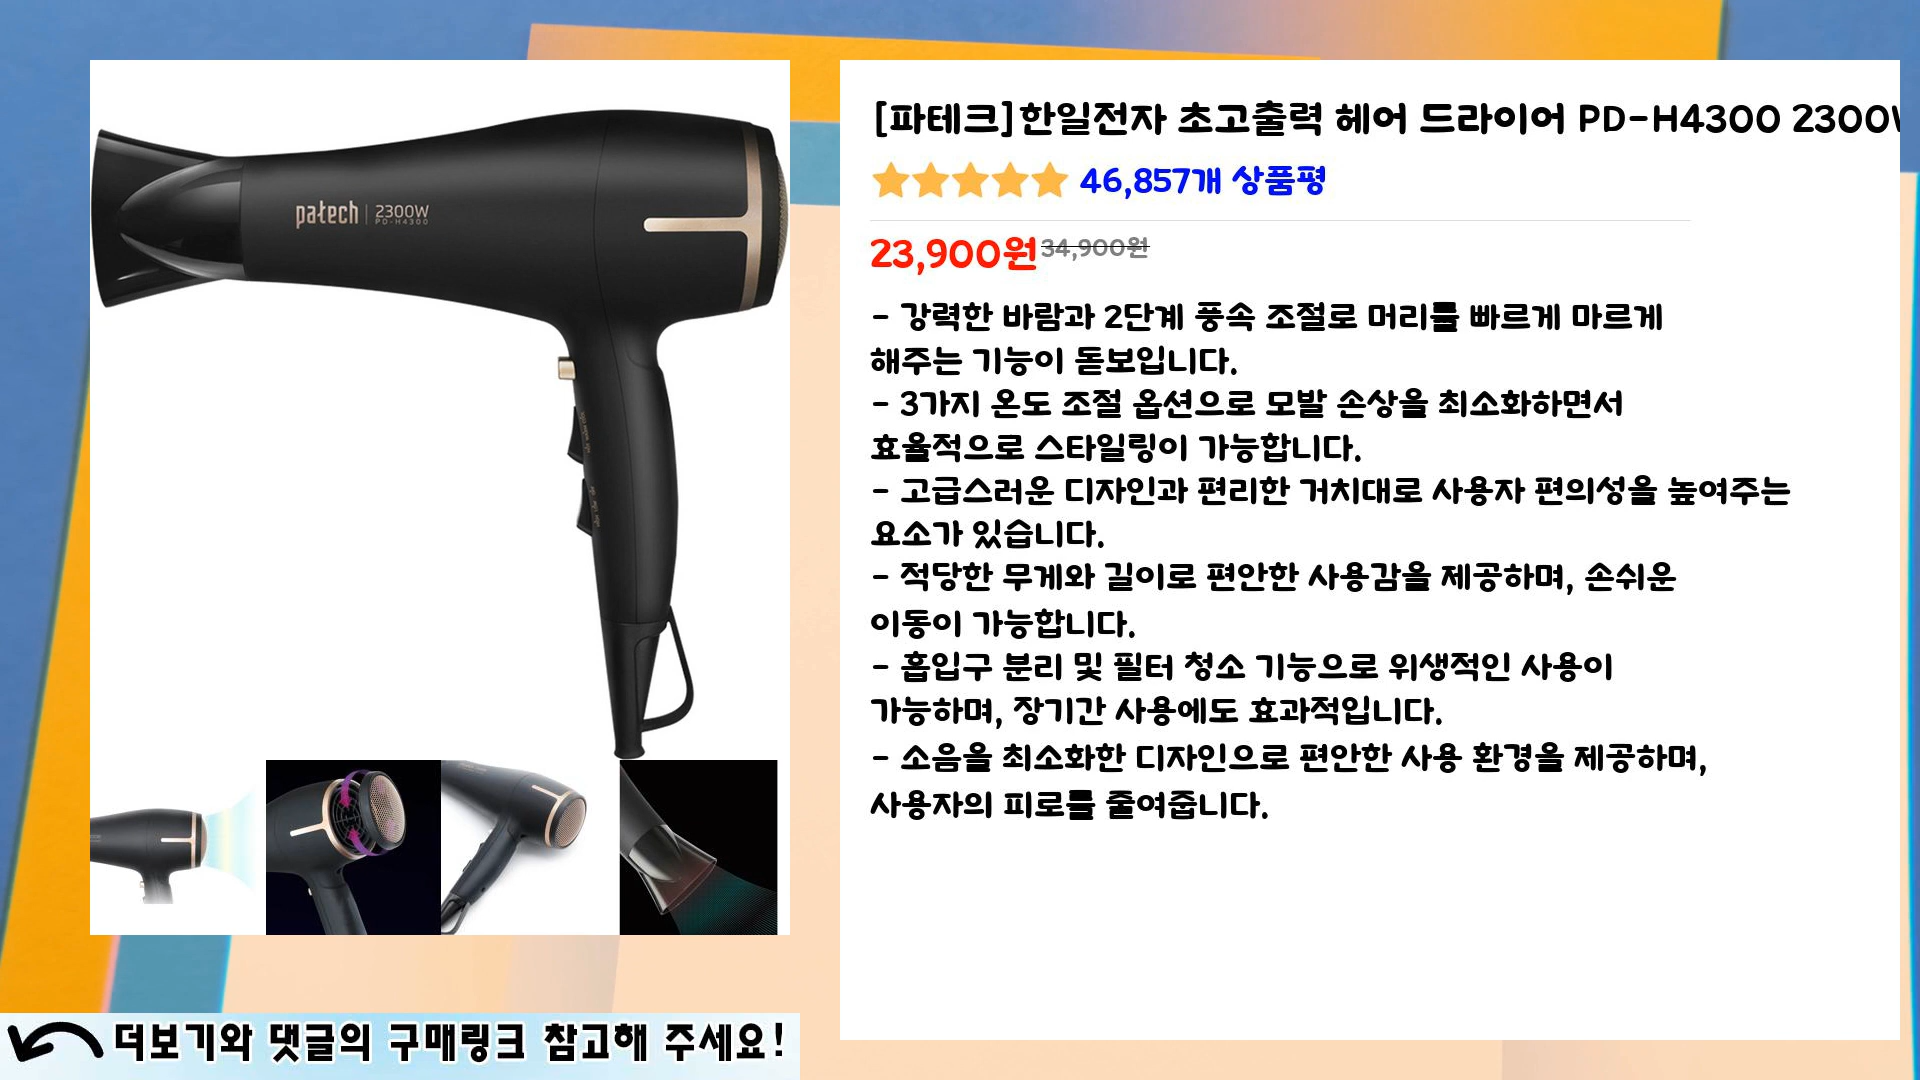 [파테크]한일전자 초고출력 헤어 드라이어 PD-H4300 2300W
46,857개 상품평
23,900원 34,900원
- 강력한 바람과 2단계 풍속 조절로 머리를 빠르게 마르게
해주는 기능이 돋보입니다.
- 3가지 온도 조절 옵션으로 모발 손상을 최소화하면서
효율적으로 스타일링이 가능합니다.
- 고급스러운 디자인과 편리한 거치대로 사용자 편의성을 높여주는
요소가 있습니다.
- 적당한 무게와 길이로 편안한 사용감을 제공하며, 손쉬운
이동이 가능합니다.
- 흡입구 분리 및 필터 청소 기능으로 위생적인 사용이
가능하며, 장기간 사용에도 효과적입니다.
- 소음을 최소화한 디자인으로 편안한 사용 환경을 제공하며,
사용자의 피로를 줄여줍니다.
patech | 2300W
PD-H4300
더보기와 댓글의 구매링크 참고해 주세요!